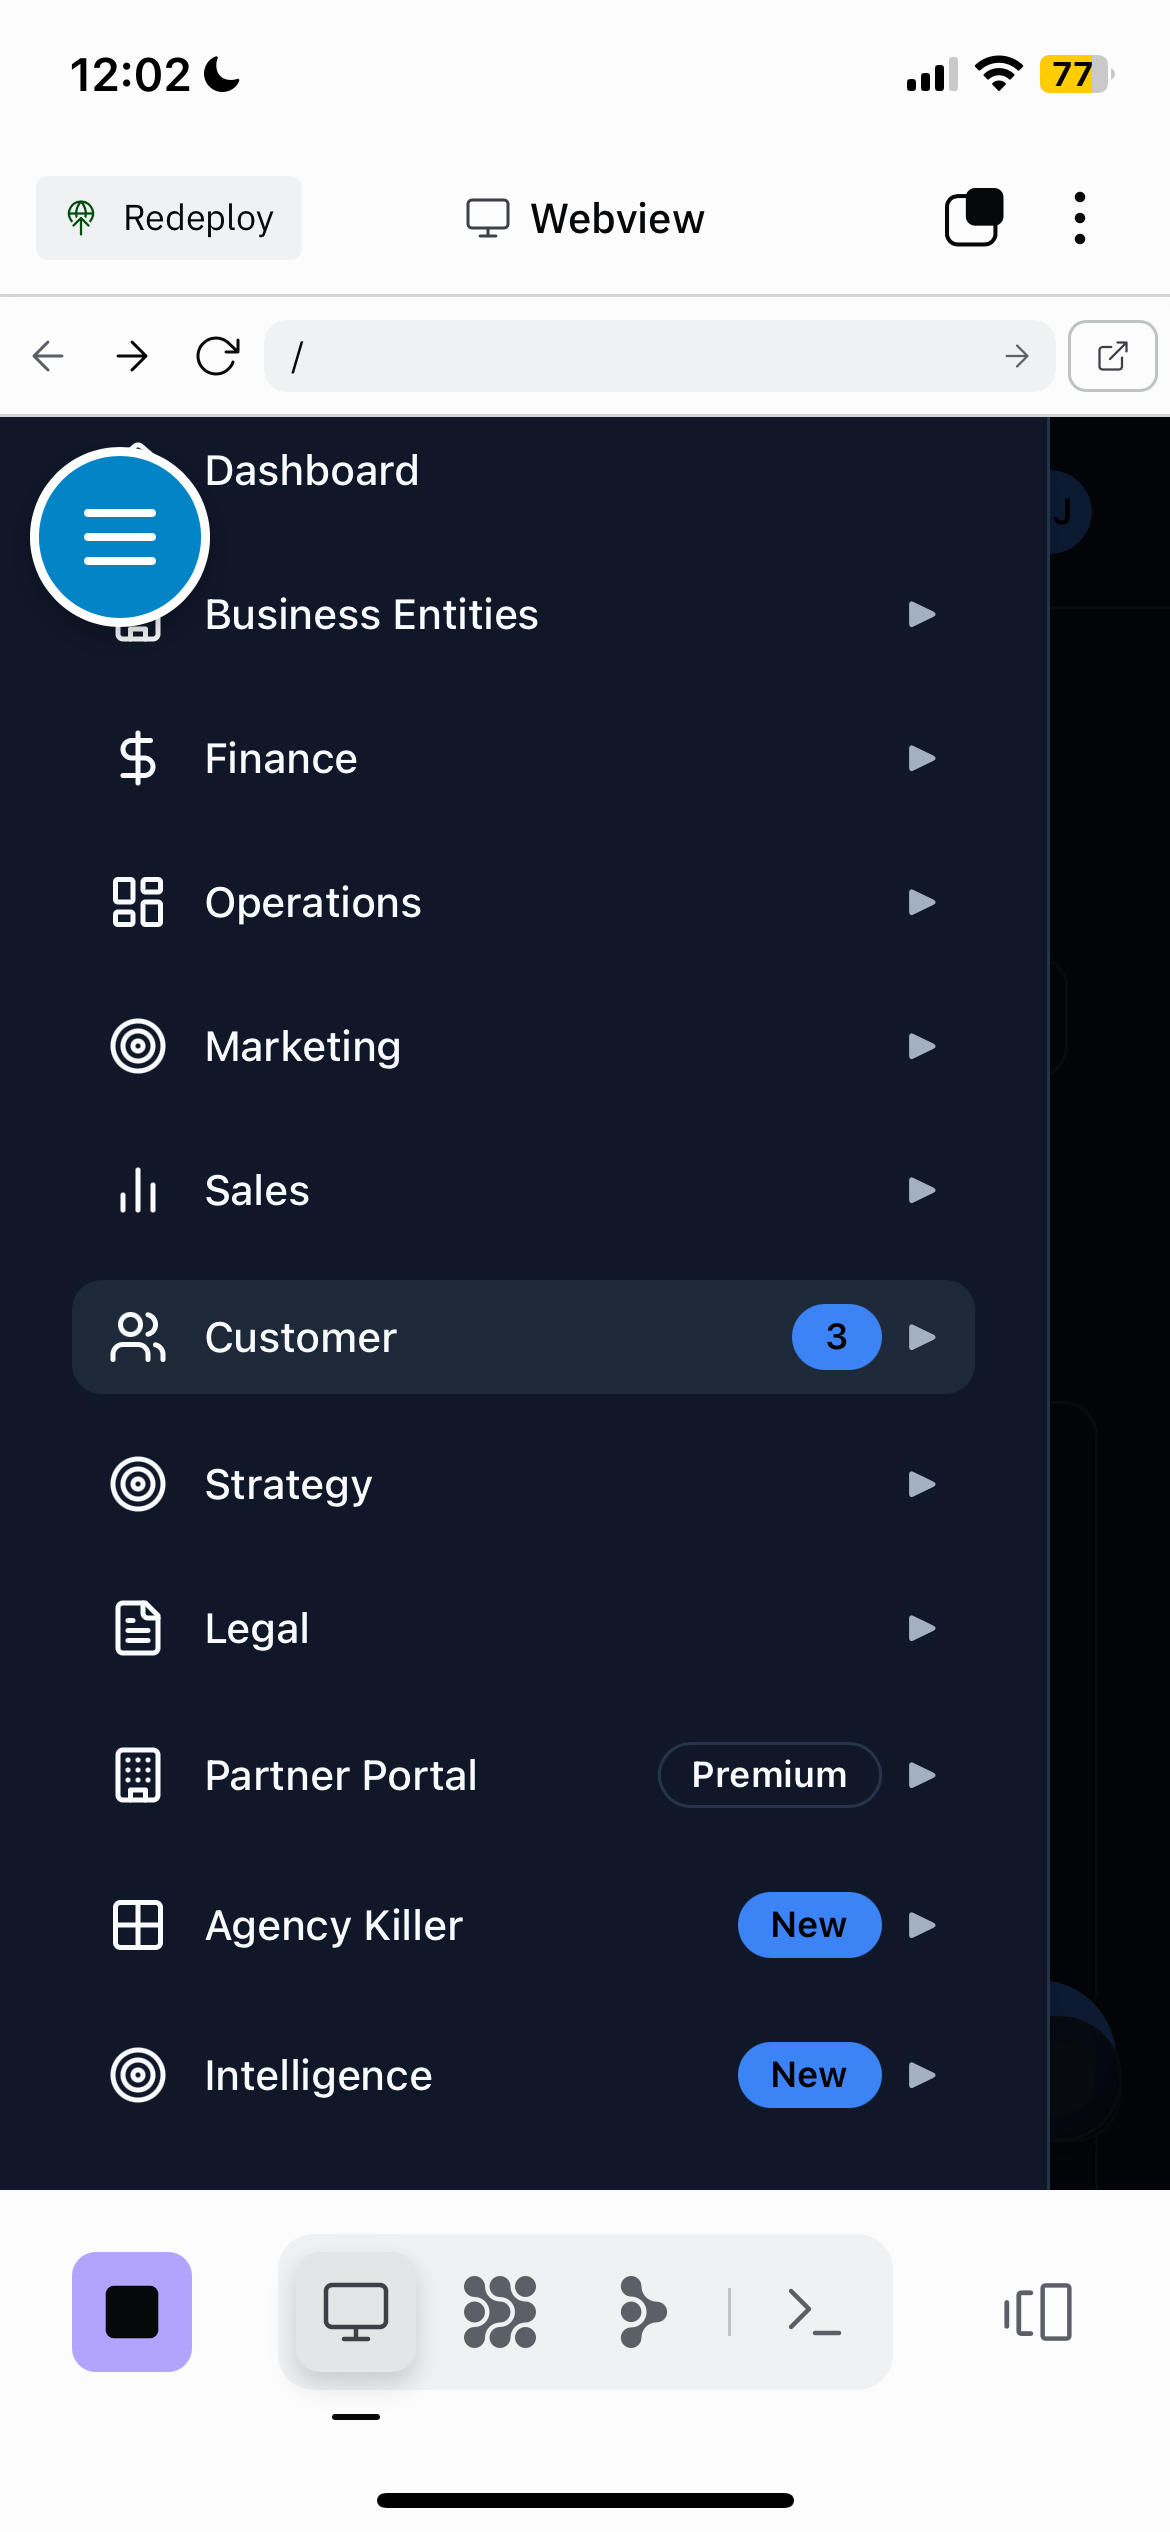 12:02
77
Redeploy
Webview
/
Dashboard
J
Business Entities
Finance
Operations
Marketing
Sales
Customer 3
Strategy
Legal
Partner Portal Premium
Agency Killer New
Intelligence New